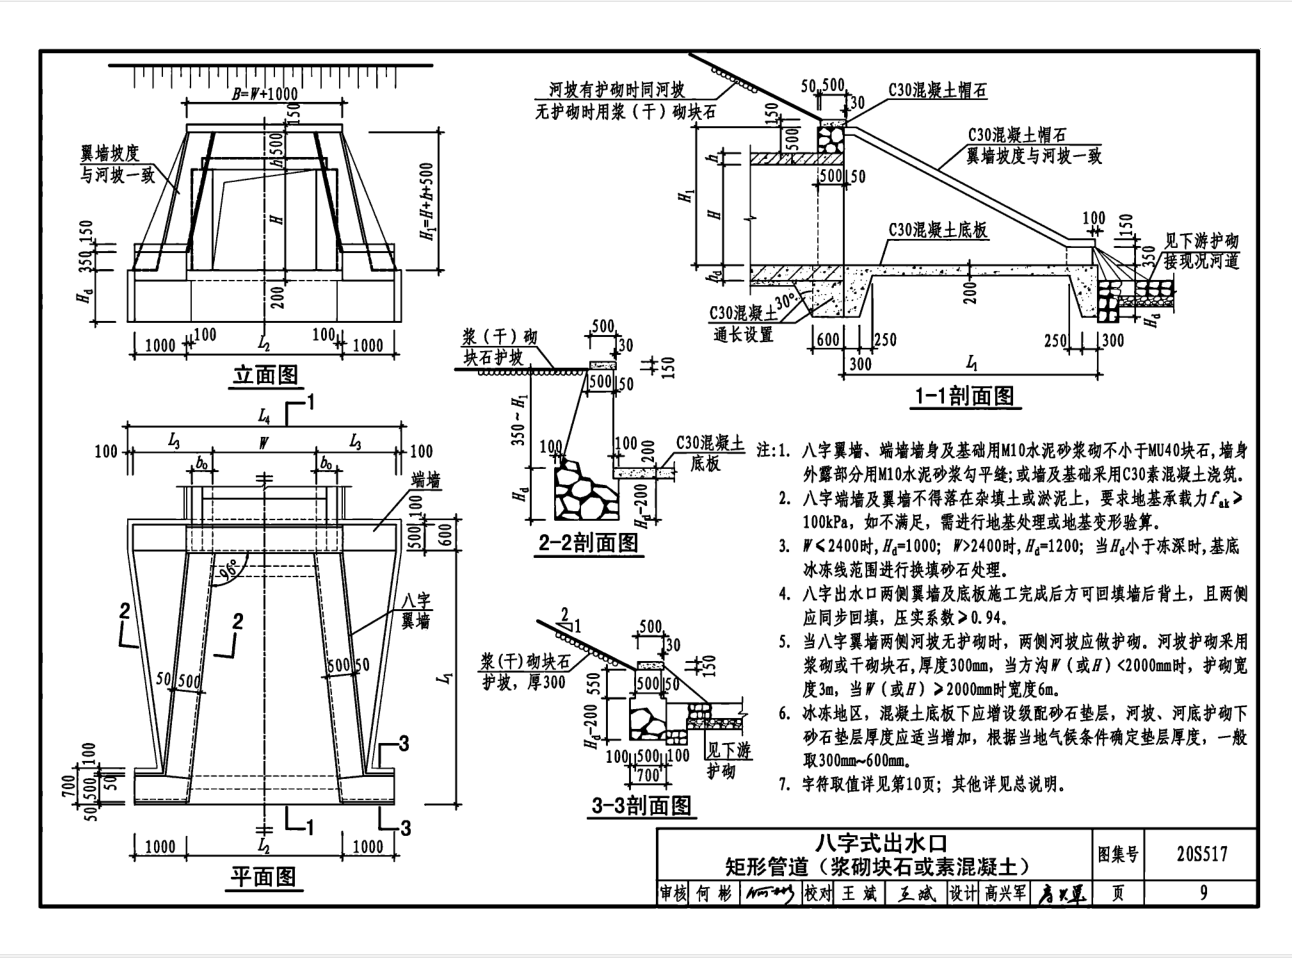 B=W+1000
150
翼墙坡度
与河坡一致
500
h
H
H₁=H+h+500
150
350
H_d
200
1000
100
L₂
100
1000
立面图
河坡有护砌时同河坡
无护砌时用浆（干）砌块石
50
500
30
C30混凝土帽石
150
500
C30混凝土帽石
翼墙坡度与河坡一致
h
H₁
H
500
50
C30混凝土底板
100
150
350
见下游护砌
接现况河道
h_d
200
C30混凝土
通长设置
30°
H_d
600
250
300
250
300
L₁
1-1剖面图
浆（干）砌
块石护坡
500
30
150
500
50
350～H₁
100
100
200
C30混凝土
底板
H_d
H_d-200
2-2剖面图
L₄
1
100
L₃
W
L₃
100
b₀
b₀
端墙
100
500
600
96°
八字
翼墙
2
2
500
50
50
500
L₁
3
100
700
500
50
50
1
3
1000
L₂
1000
平面图
2
1
500
30
浆(干)砌块石
护坡，厚300
150
550
500
50
H_d-200
100
500
100
700
见下游
护砌
3-3剖面图
注:1. 八字翼墙、端墙墙身及基础用M10水泥砂浆砌不小于MU40块石,墙身
外露部分用M10水泥砂浆勾平缝;或墙及基础采用C30素混凝土浇筑。
2. 八字端墙及翼墙不得落在杂填土或淤泥上，要求地基承载力f_ak≥
100kPa，如不满足，需进行地基处理或地基变形验算。
3. W≤2400时,H_d=1000；W>2400时,H_d=1200；当H_d小于冻深时,基底
冰冻线范围进行换填砂石处理。
4. 八字出水口两侧翼墙及底板施工完成后方可回填墙后背土，且两侧
应同步回填，压实系数≥0.94。
5. 当八字翼墙两侧河坡无护砌时，两侧河坡应做护砌。河坡护砌采用
浆砌或干砌块石,厚度300mm，当方沟W（或H）<2000mm时，护砌宽
度3m，当W（或H）≥2000mm时宽度6m。
6. 冰冻地区，混凝土底板下应增设级配砂石垫层，河坡、河底护砌下
砂石垫层厚度应适当增加，根据当地气候条件确定垫层厚度，一般
取300mm~600mm。
7. 字符取值详见第10页；其他详见总说明。
八字式出水口
矩形管道（浆砌块石或素混凝土）
图集号
20S517
审核
何 彬
校对
王 斌
王斌
设计
高兴军
页
9